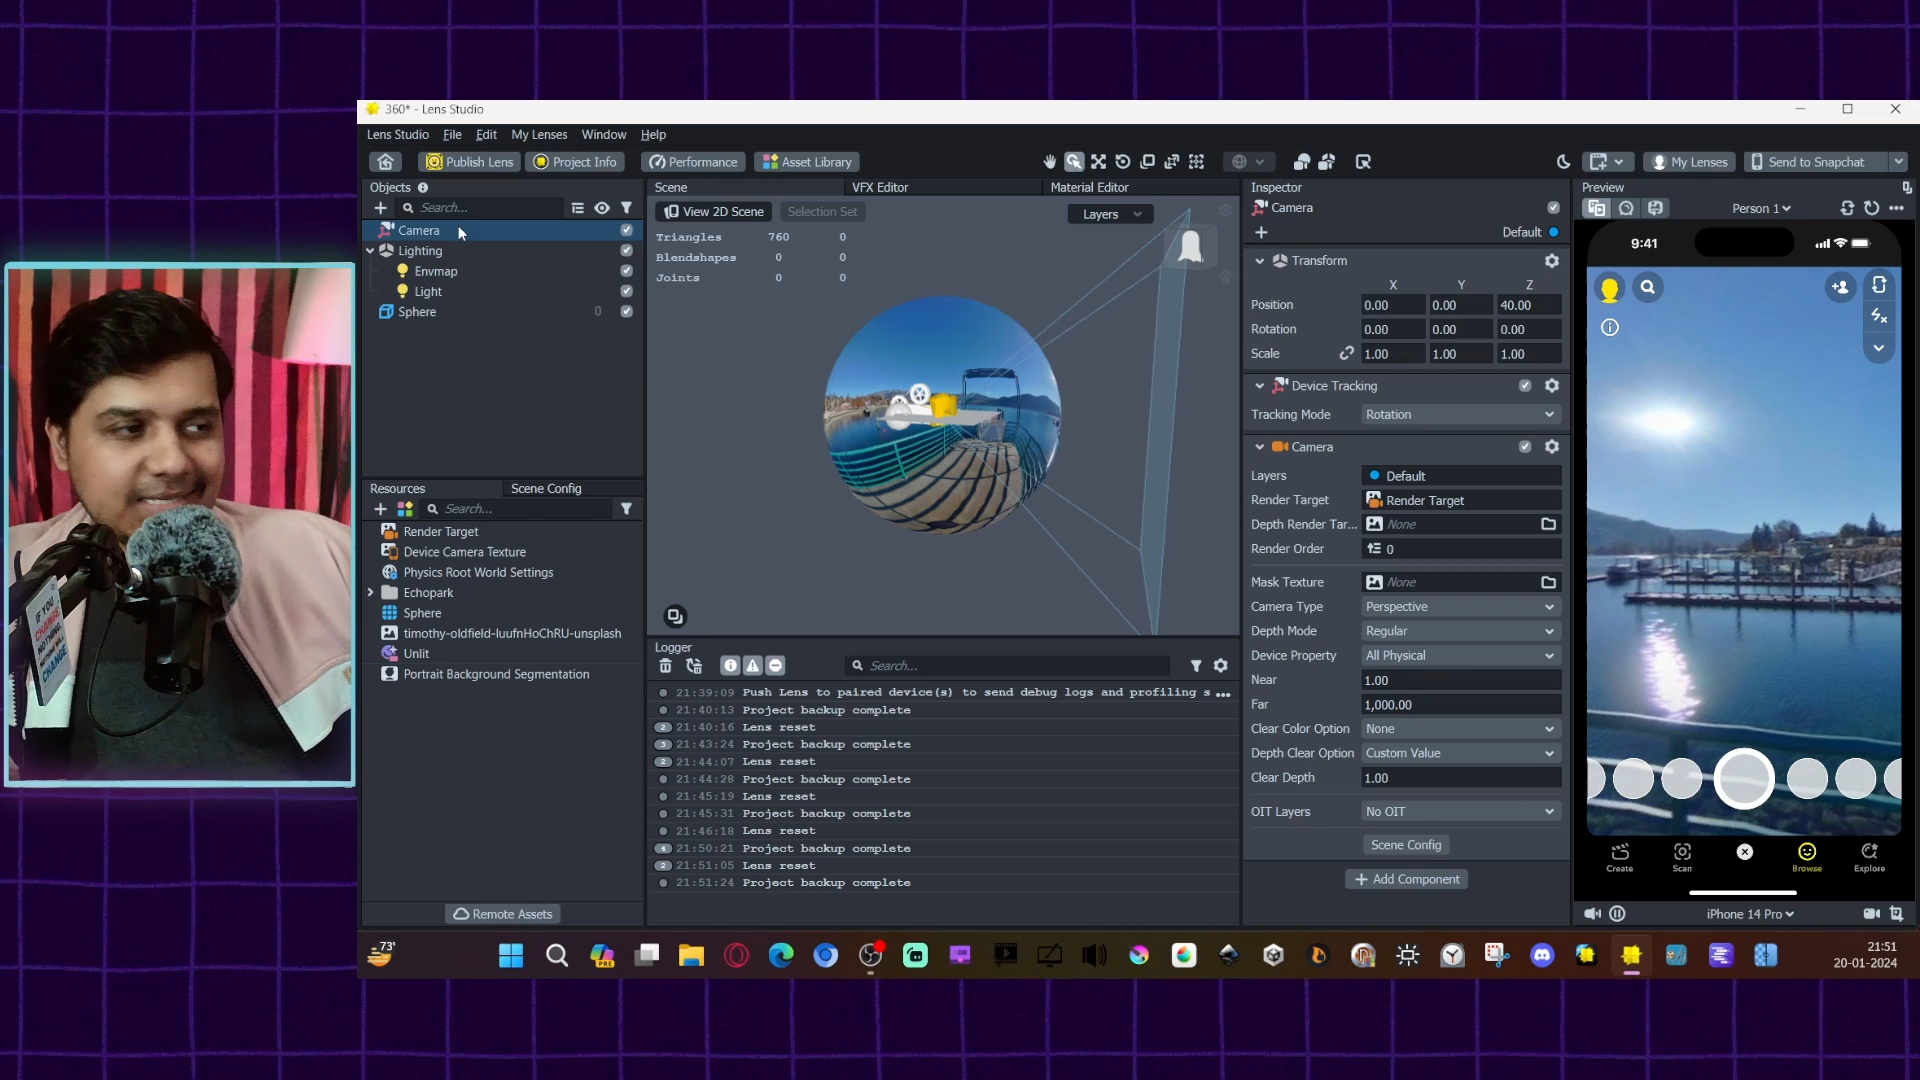 360* - Lens Studio
Lens Studio File Edit My Lenses Window Help
Publish Lens Project Info Performance Asset Library My Lenses Send to Snapchat
Objects
Search...
Camera
Lighting
Envmap
Light
Sphere 0
Resources Scene Config
Search...
Render Target
Device Camera Texture
Physics Root World Settings
Echopark
Sphere
timothy-oldfield-luufnHoChRU-unsplash
Unlit
Portrait Background Segmentation
Remote Assets
Scene VFX Editor Material Editor
View 2D Scene Selection Set Layers
Triangles 760 0
Blendshapes 0 0
Joints 0 0
Logger
Search...
21:39:09 Push Lens to paired device(s) to send debug logs and profiling s ...
21:40:13 Project backup complete
2 21:40:16 Lens reset
3 21:43:24 Project backup complete
2 21:44:07 Lens reset
21:44:28 Project backup complete
21:45:19 Lens reset
21:45:31 Project backup complete
21:46:18 Lens reset
4 21:50:21 Project backup complete
2 21:51:05 Lens reset
21:51:24 Project backup complete
Inspector
Camera
Default
Transform
X Y Z
Position 0.00 0.00 40.00
Rotation 0.00 0.00 0.00
Scale 1.00 1.00 1.00
Device Tracking
Tracking Mode Rotation
Camera
Layers Default
Render Target Render Target
Depth Render Tar... None
Render Order 0
Mask Texture None
Camera Type Perspective
Depth Mode Regular
Device Property All Physical
Near 1.00
Far 1,000.00
Clear Color Option None
Depth Clear Option Custom Value
Clear Depth 1.00
OIT Layers No OIT
Scene Config
Add Component
Preview
Person 1
9:41
Create Scan Browse Explore
iPhone 14 Pro
IF YOU
CHANGE
NOTHING,
NOTHING
CHANGE
73°
PRE
21:51
20-01-2024